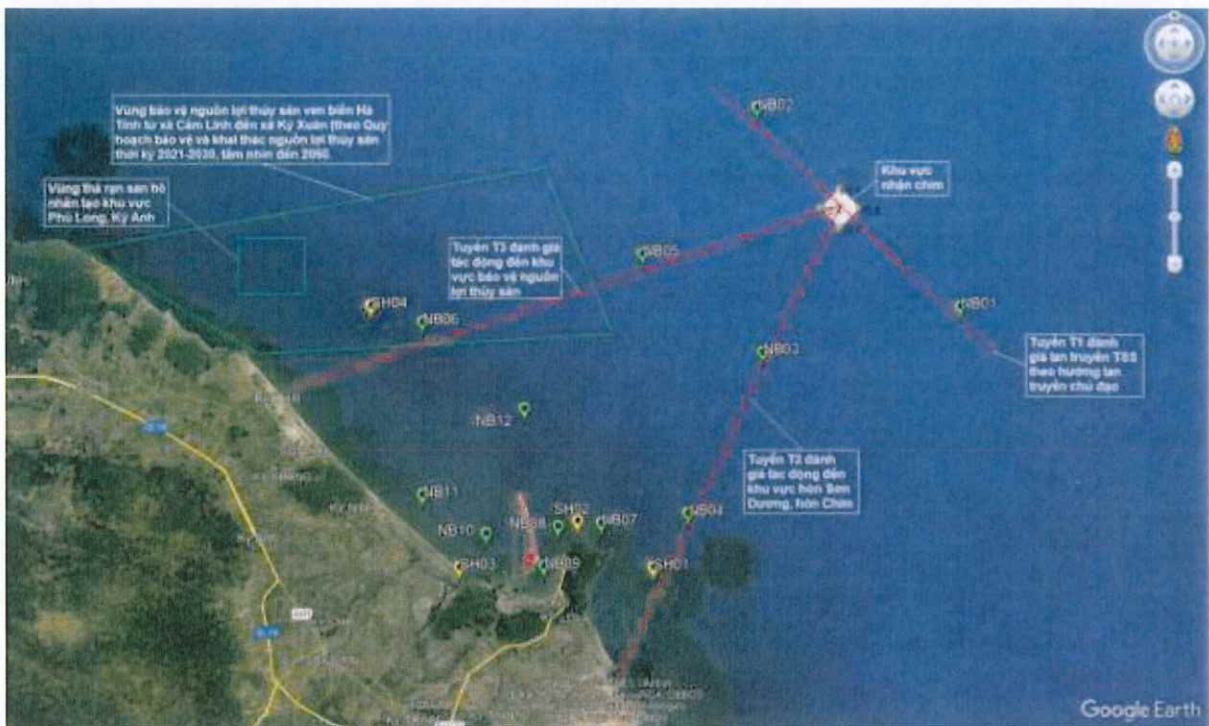 NB02
Vùng bảo vệ nguồn lợi thủy sản ven biển Hà
Tĩnh từ xã Cẩm Lĩnh đến xã Kỳ Xuân (theo Quy
hoạch bảo vệ và khai thác nguồn lợi thủy sản
thời kỳ 2021-2030, tầm nhìn đến 2050.
Khu vực
nhận chìm
Vùng thả rạn san hô
nhân tạo khu vực
Phú Long, Kỳ Anh
Tuyến T3 đánh giá
tác động đến khu
vực bảo vệ nguồn
lợi thủy sản
NB05
SH04
NB06
NB01
NB03
Tuyến T1 đánh
giá lan truyền TSS
theo hướng lan
truyền chủ đạo
NB12
Tuyến T2 đánh
giá tác động đến
khu vực hòn Sơn
Dương, hòn Chim
NB11
SH02
NB10
NB08
NB07
NB04
SH03
NB09
SH01
Google Earth